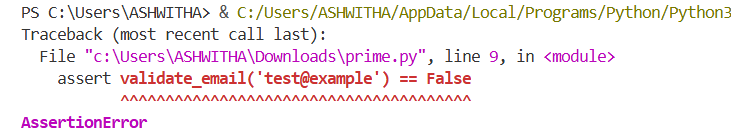 PS C:\Users\ASHWITHA> & C:/Users/ASHWITHA/AppData/Local/Programs/Python/Python3
Traceback (most recent call last):
  File "c:\Users\ASHWITHA\Downloads\prime.py", line 9, in <module>
    assert validate_email('test@example') == False
           ^^^^^^^^^^^^^^^^^^^^^^^^^^^^^^^^^^^^^^^
AssertionError